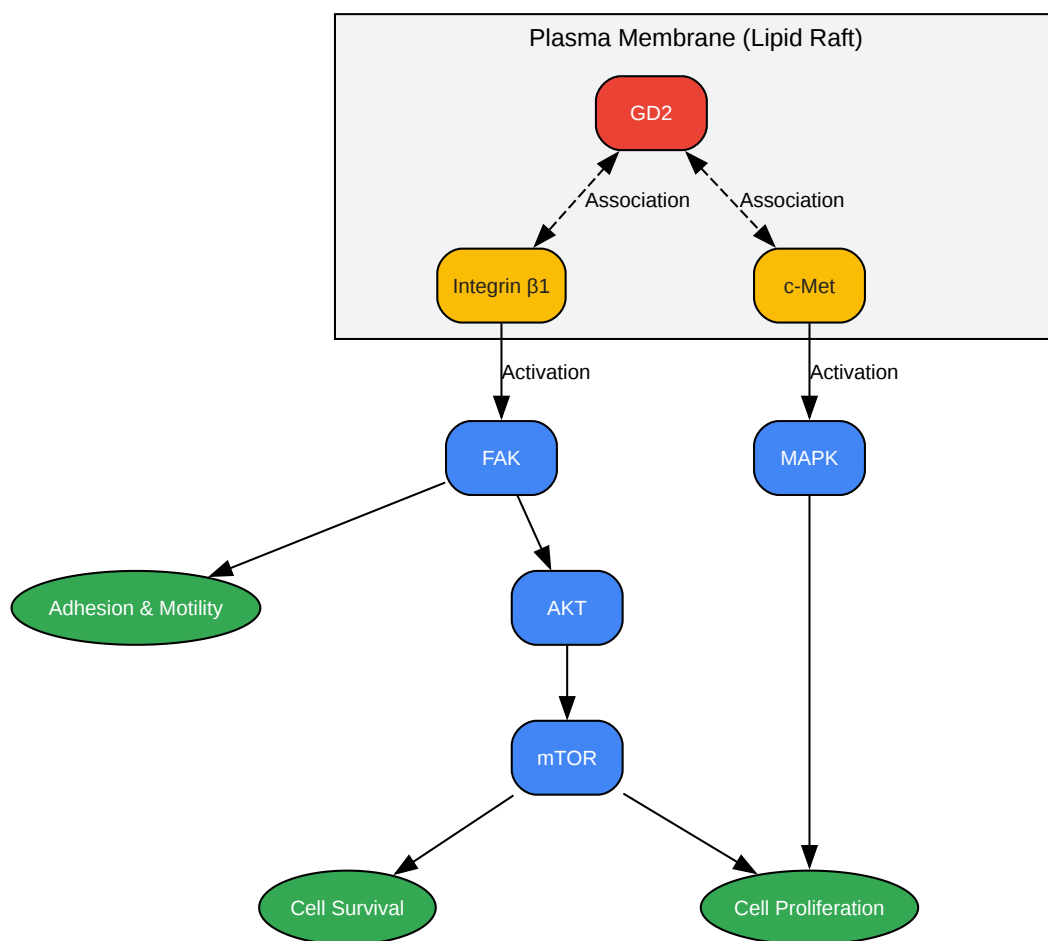 Plasma Membrane (Lipid Raft)
GD2
Association
Association
Integrin β1
c-Met
Activation
Activation
FAK
MAPK
Adhesion & Motility
AKT
mTOR
Cell Survival
Cell Proliferation